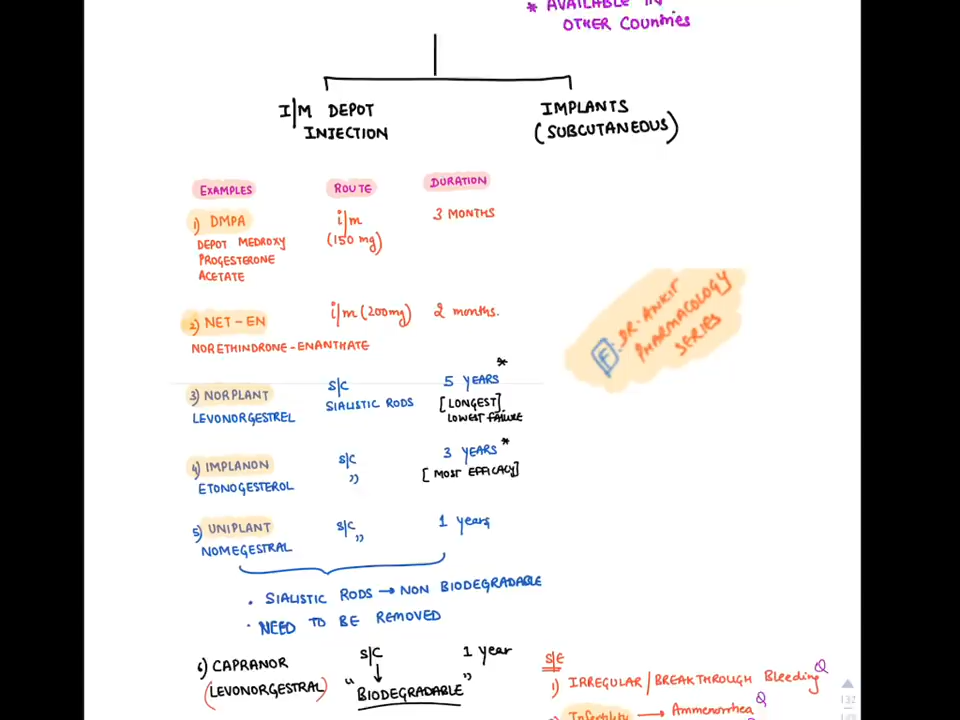 * AVAILABLE IN
OTHER COUNTRIES
I/M DEPOT
INJECTION
IMPLANTS
(SUBCUTANEOUS)
EXAMPLES ROUTE DURATION
1) DMPA i/m 3 MONTHS
DEPOT MEDROXY (150 mg)
PROGESTERONE
ACETATE
2) NET-EN i/m (200mg) 2 months.
NORETHINDRONE-ENANTHATE
DR. ANKIT
PHARMACOLOGY
SERIES
F
3) NORPLANT S/C 5 YEARS *
LEVONORGESTREL SIALISTIC RODS [LONGEST]
LOWEST FAILURE
4) IMPLANON S/C 3 YEARS *
ETONOGESTEROL " [MOST EFFICACY]
5) UNIPLANT S/C " 1 years
NOMEGESTRAL
• SIALISTIC RODS → NON BIODEGRADABLE
• NEED TO BE REMOVED
6) CAPRANOR S/C 1 year
(LEVONORGESTRAL) "BIODEGRADABLE"
S/E
1) IRREGULAR/BREAKTHROUGH Bleeding Q
Infertility → Ammenorrhea Q
132